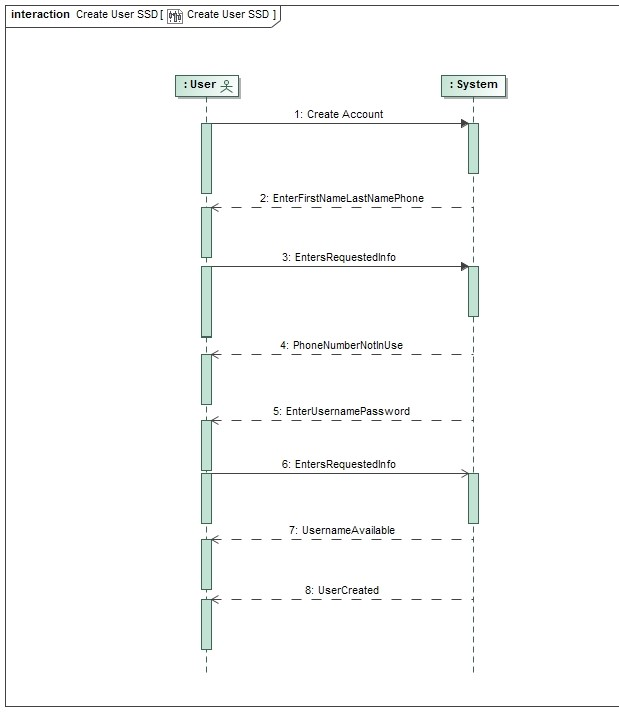 interaction Create User SSD [ Create User SSD ]
: User
: System
1: Create Account
2: EnterFirstNameLastNamePhone
3: EntersRequestedInfo
4: PhoneNumberNotInUse
5: EnterUsernamePassword
6: EntersRequestedInfo
7: UsernameAvailable
8: UserCreated